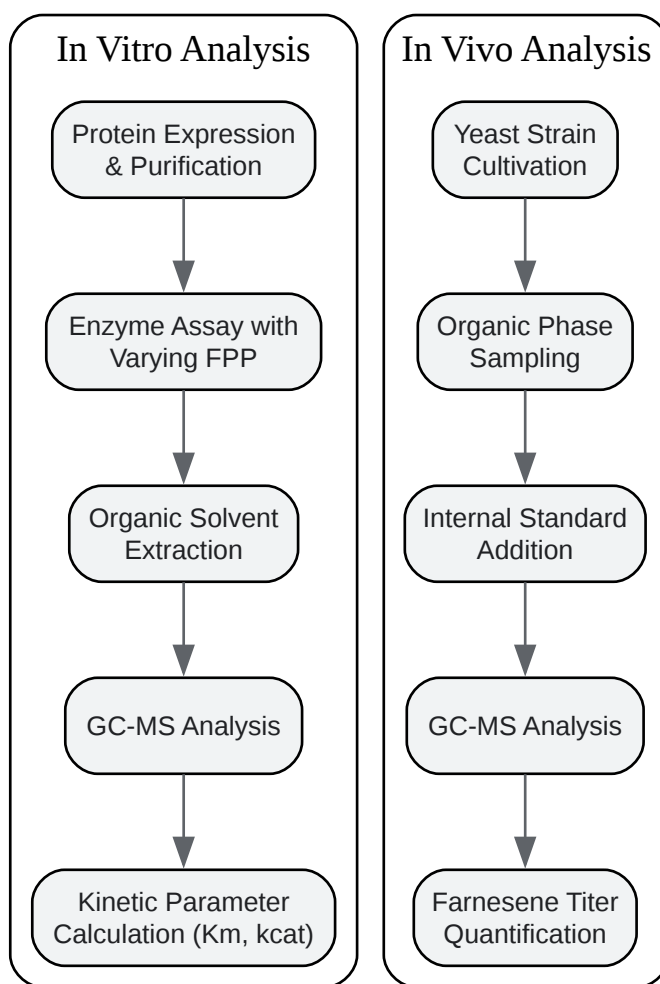 In Vitro Analysis
Protein Expression
& Purification
Enzyme Assay with
Varying FPP
Organic Solvent
Extraction
GC-MS Analysis
Kinetic Parameter
Calculation (Km, kcat)
In Vivo Analysis
Yeast Strain
Cultivation
Organic Phase
Sampling
Internal Standard
Addition
GC-MS Analysis
Farnesene Titer
Quantification